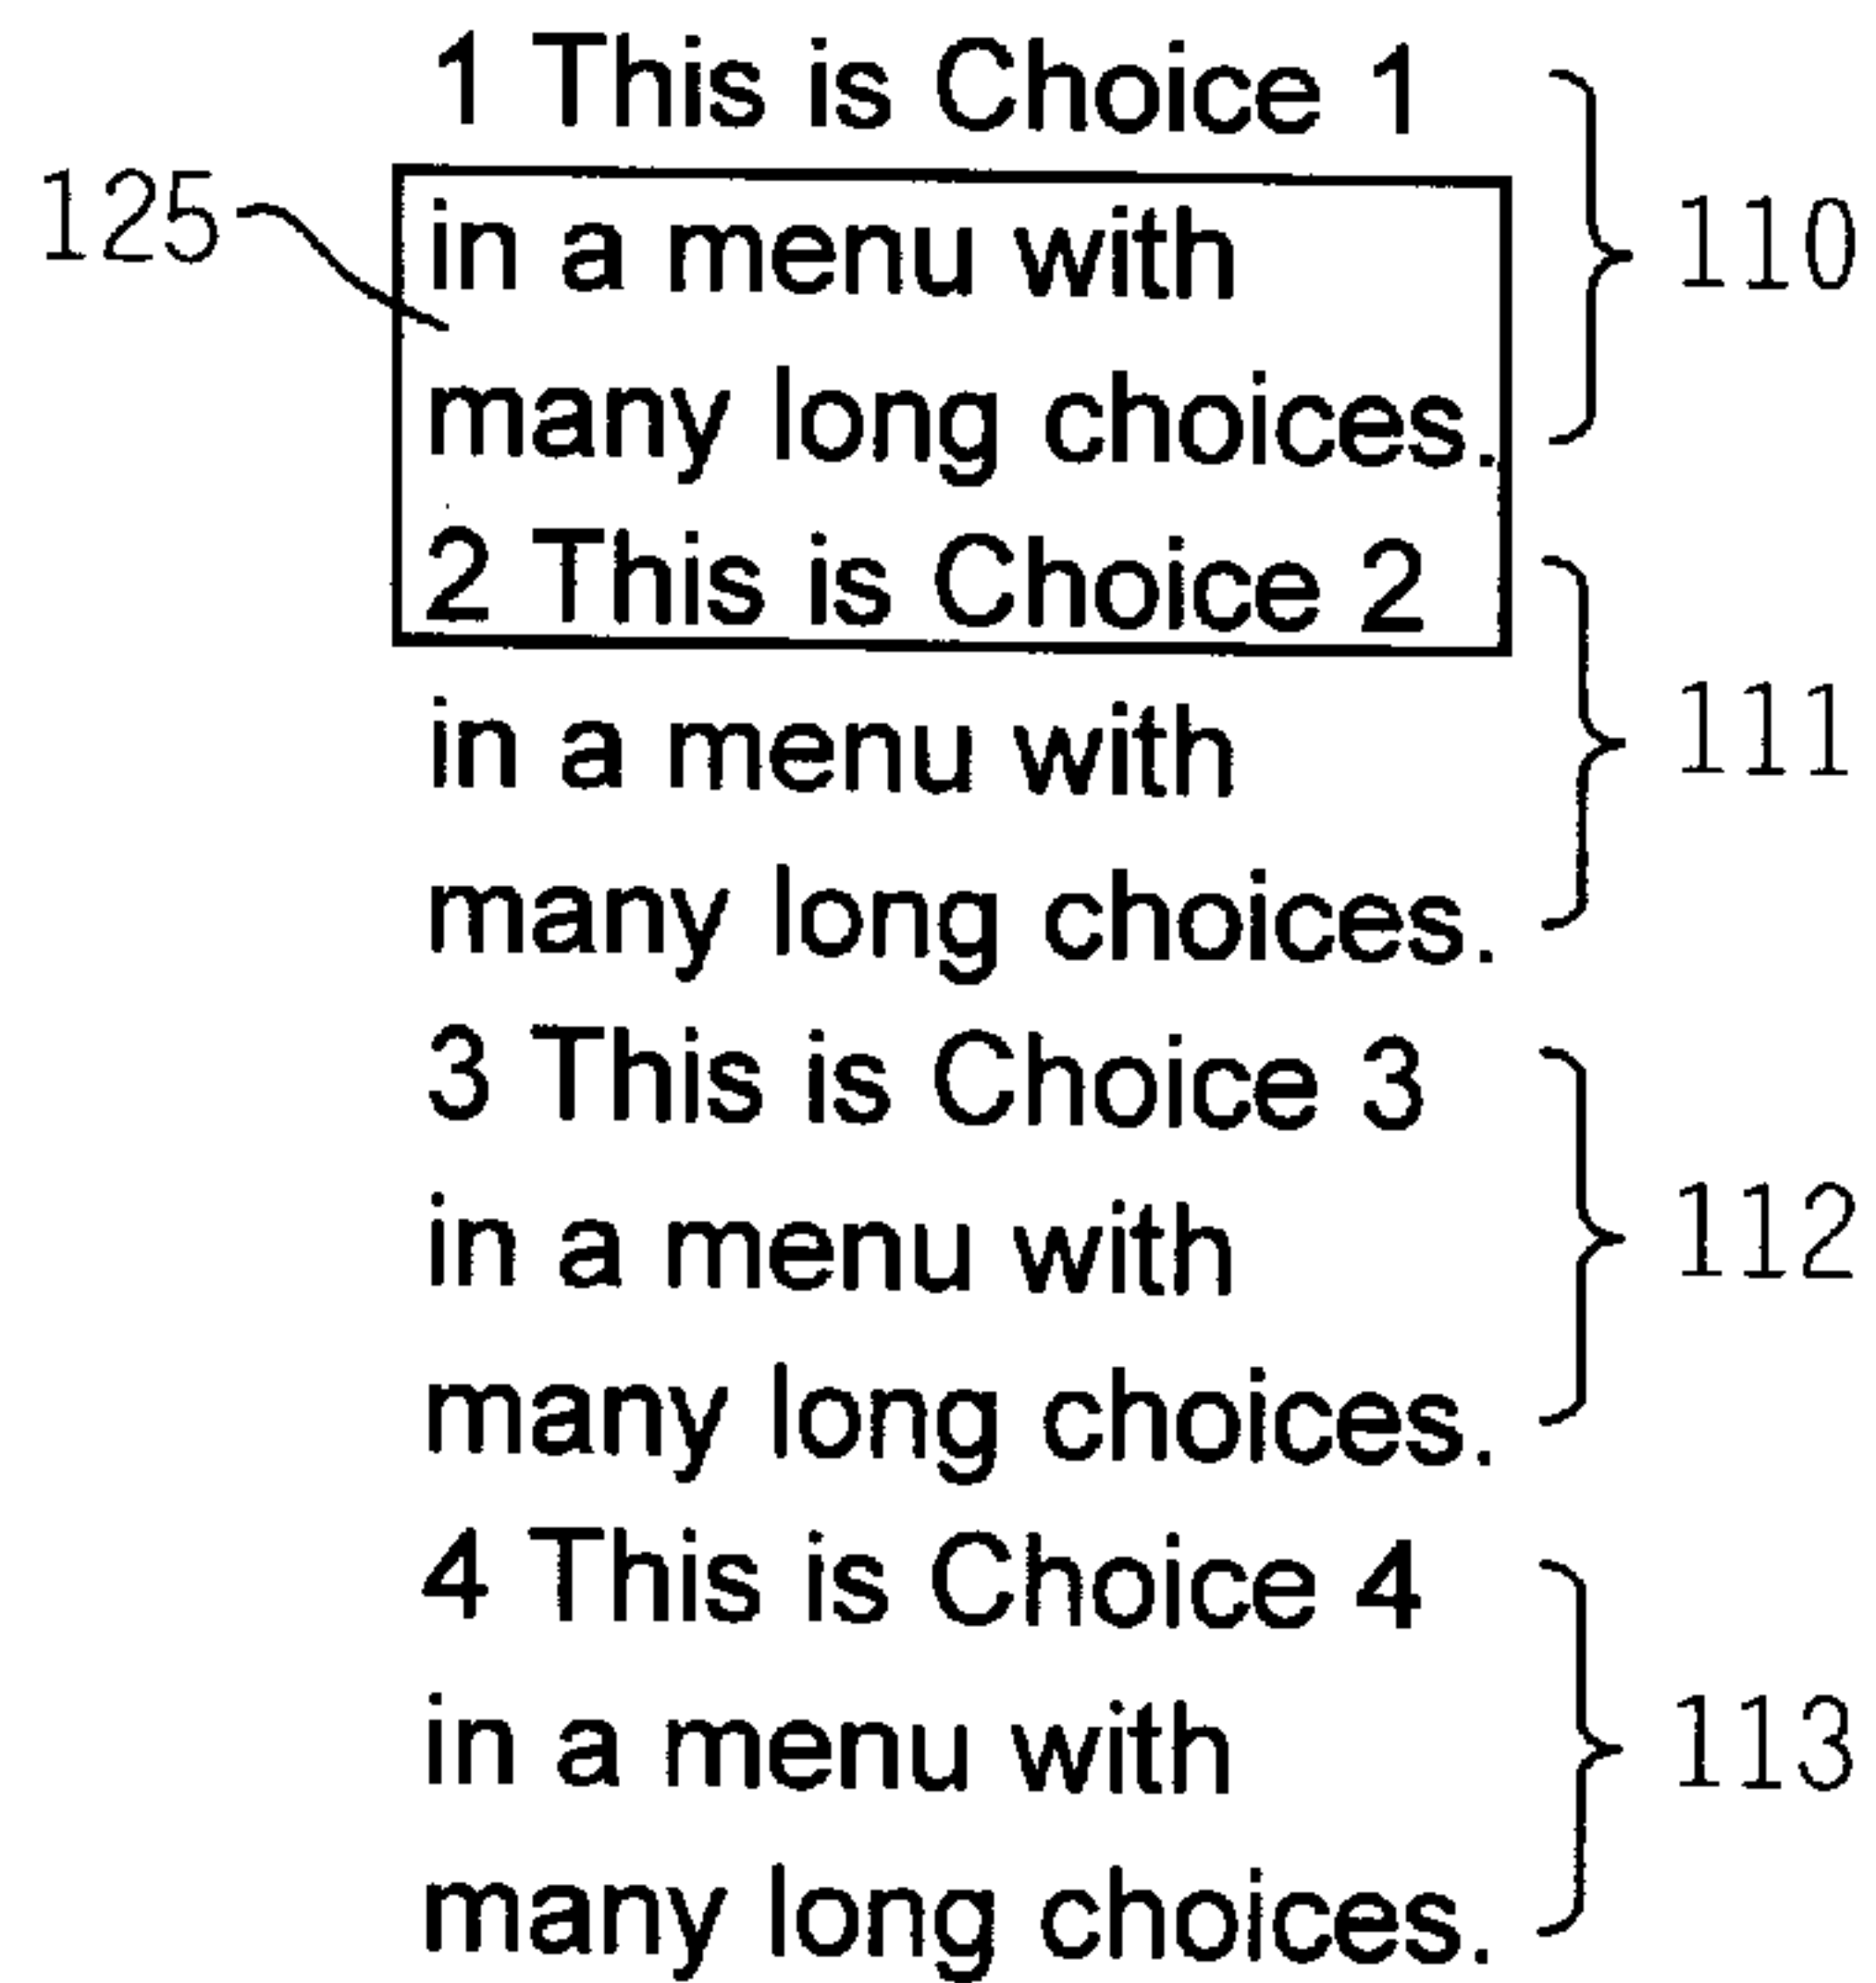 1 This is Choice 1
125
in a menu with
110
many long choices.
2 This is Choice 2
in a menu with
111
many long choices.
3 This is Choice 3
in a menu with
112
many long choices.
4 This is Choice 4
in a menu with
113
many long choices.